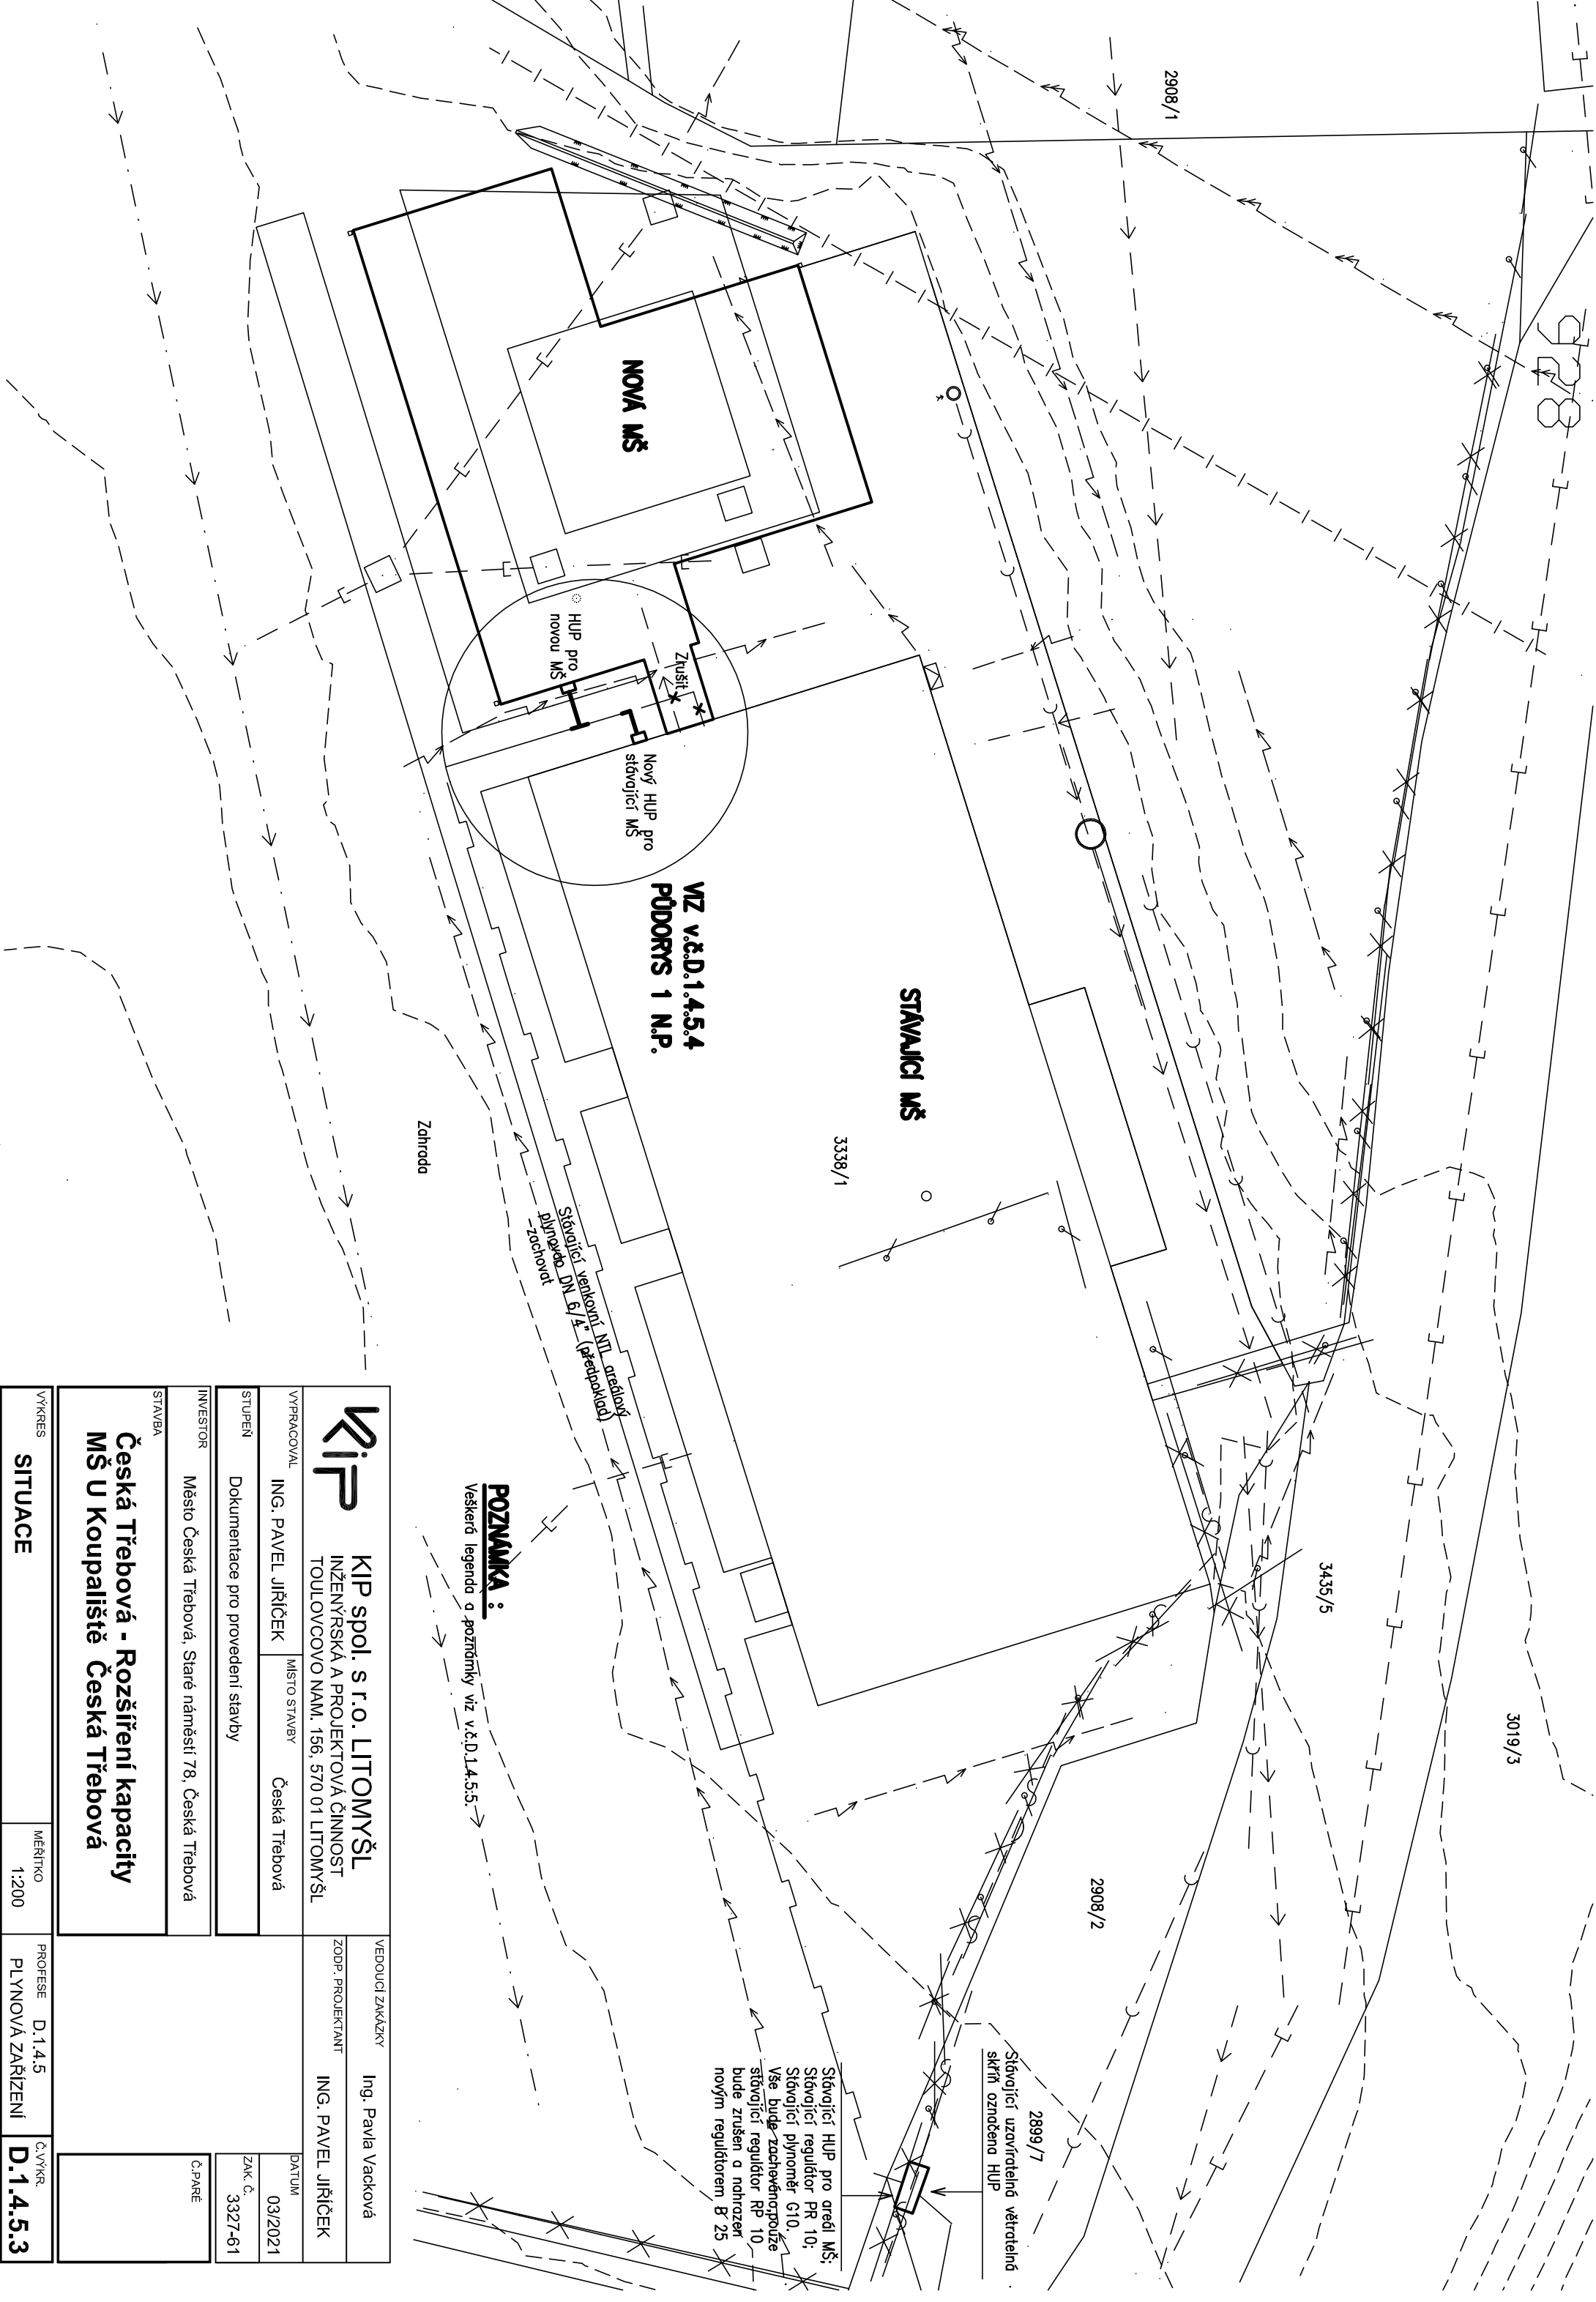 2908/1
928
NOVÁ MŠ
HUP pro
novou MŠ
Zrušit
Nový HUP pro
stávající MŠ
VIZ v.č.D.1.4.5.4
PŮDORYS 1 N.P.
STÁVAJÍCÍ MŠ
3338/1
Zahrada
Stávající venkovní NTL areálový
plynovdo DN 6/4" (předpoklad)
-zachovat
3435/5
3019/3
2908/2
2899/7
Stávající uzavíratelná větratelná
skříň označena HUP
Stávající HUP pro areál MŠ;
Stávající regulátor PR 10;
Stávající plynoměr G10.
Vše bude zachováno,pouze
stávající regulátor RP 10
bude zrušen a nahrazen
novým regulátorem B 25
POZNÁMKA :
Veškerá legenda a poznámky viz v.č.D.1.4.5.5.
KIP
KIP spol. s r.o. LITOMYŠL
INŽENÝRSKÁ A PROJEKTOVÁ ČINNOST
TOULOVCOVO NAM. 156, 570 01 LITOMYŠL
VEDOUCÍ ZAKÁZKY Ing. Pavla Vacková
ZODP. PROJEKTANT ING. PAVEL JIŘÍČEK
VYPRACOVAL ING. PAVEL JIŘÍČEK
MÍSTO STAVBY Česká Třebová
DATUM 03/2021
STUPEŇ Dokumentace pro provedení stavby
ZAK. Č. 3327-61
INVESTOR Město Česká Třebová, Staré náměstí 78, Česká Třebová
STAVBA
Česká Třebová - Rozšíření kapacity
MŠ U Koupaliště Česká Třebová
Č.PARÉ
VÝKRES SITUACE
MĚŘÍTKO 1:200
PROFESE D.1.4.5
PLYNOVÁ ZAŘÍZENÍ
Č.VÝKR. D.1.4.5.3